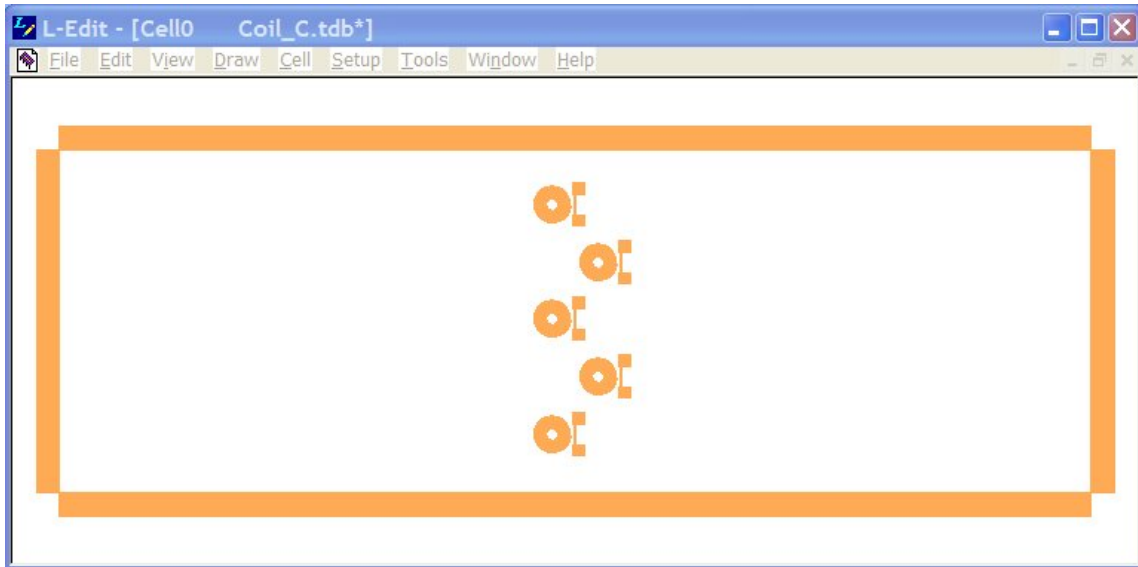 L-Edit - [Cell0 Coil_C.tdb*]
File Edit View Draw Cell Setup Tools Window Help